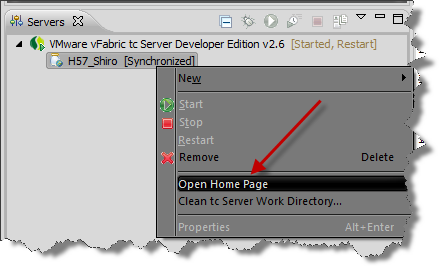 Servers
VMware vFabric tc Server Developer Edition v2.6 [Started, Restart]
H57_Shiro [Synchronized]
New
Start
Stop
Restart
Remove Delete
Open Home Page
Clean tc Server Work Directory...
Properties Alt+Enter